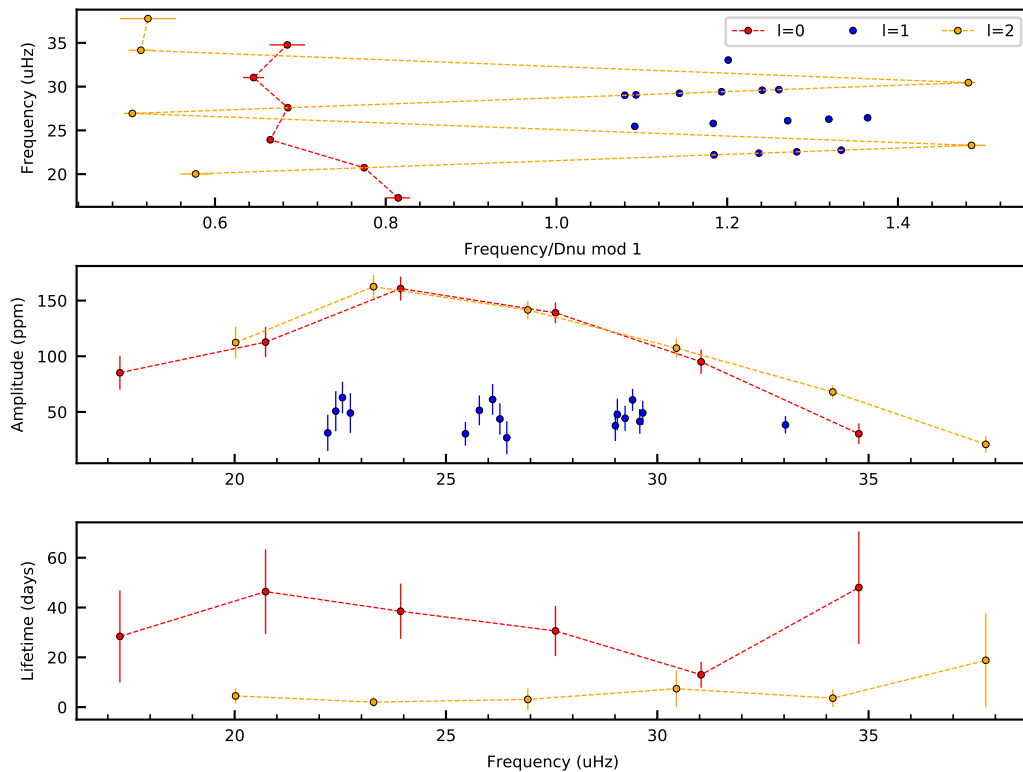 l=0 l=1 l=2
35
30
25
20
Frequency (uHz)
0.6 0.8 1.0 1.2 1.4
Frequency/Dnu mod 1
150
100
50
0
Amplitude (ppm)
20 25 30 35
60
40
20
0
Lifetime (days)
20 25 30 35
Frequency (uHz)